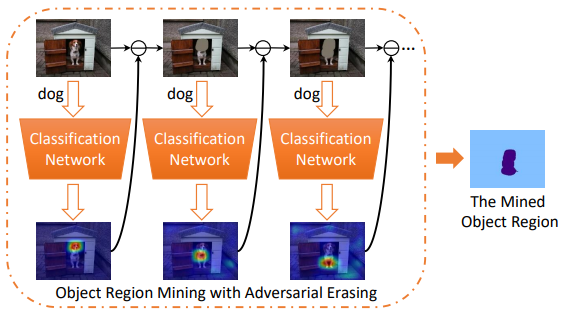 dog
dog
dog
Classification
Network
Classification
Network
Classification
Network
...
The Mined
Object Region
Object Region Mining with Adversarial Erasing